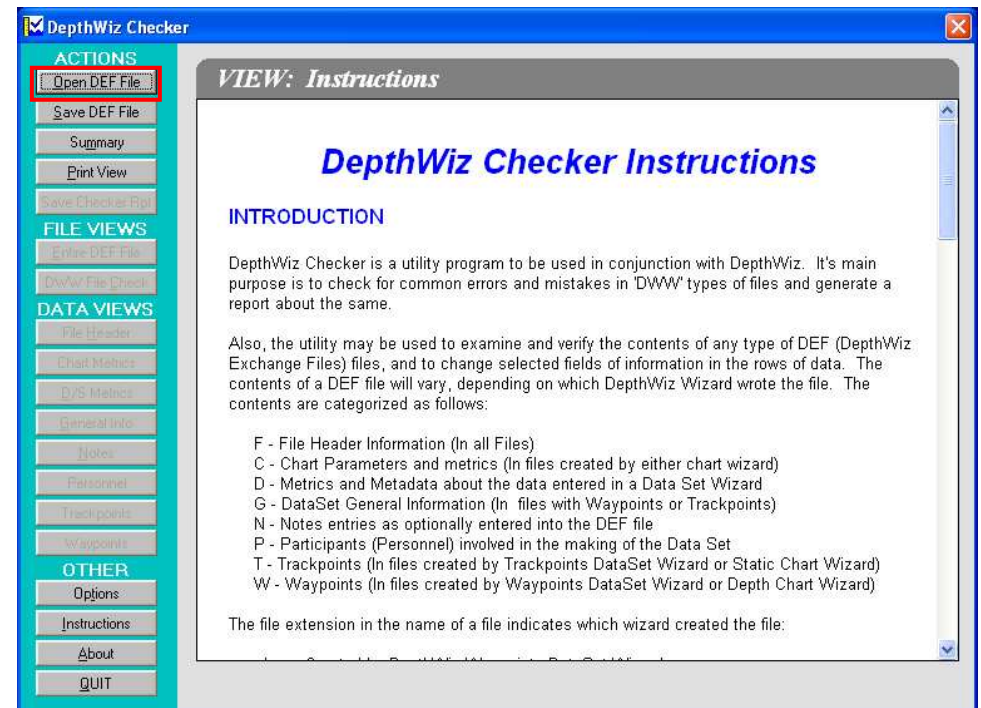 DepthWiz Checker
ACTIONS
Open DEF File
Save DEF File
Summary
Print View
Save Checker Rpt
FILE VIEWS
Entire DEF File
DWW File Check
DATA VIEWS
File Header
Chart Metrics
D/S Metrics
General Info
Notes
Personnel
Trackpoints
Waypoints
OTHER
Options
Instructions
About
QUIT
VIEW: Instructions
DepthWiz Checker Instructions
INTRODUCTION
DepthWiz Checker is a utility program to be used in conjunction with DepthWiz. It's main
purpose is to check for common errors and mistakes in 'DWW' types of files and generate a
report about the same.
Also, the utility may be used to examine and verify the contents of any type of DEF (DepthWiz
Exchange Files) files, and to change selected fields of information in the rows of data. The
contents of a DEF file will vary, depending on which DepthWiz Wizard wrote the file. The
contents are categorized as follows:
F - File Header Information (In all Files)
C - Chart Parameters and metrics (In files created by either chart wizard)
D - Metrics and Metadata about the data entered in a Data Set Wizard
G - DataSet General Information (In files with Waypoints or Trackpoints)
N - Notes entries as optionally entered into the DEF file
P - Participants (Personnel) involved in the making of the Data Set
T - Trackpoints (In files created by Trackpoints DataSet Wizard or Static Chart Wizard)
W - Waypoints (In files created by Waypoints DataSet Wizard or Depth Chart Wizard)
The file extension in the name of a file indicates which wizard created the file: